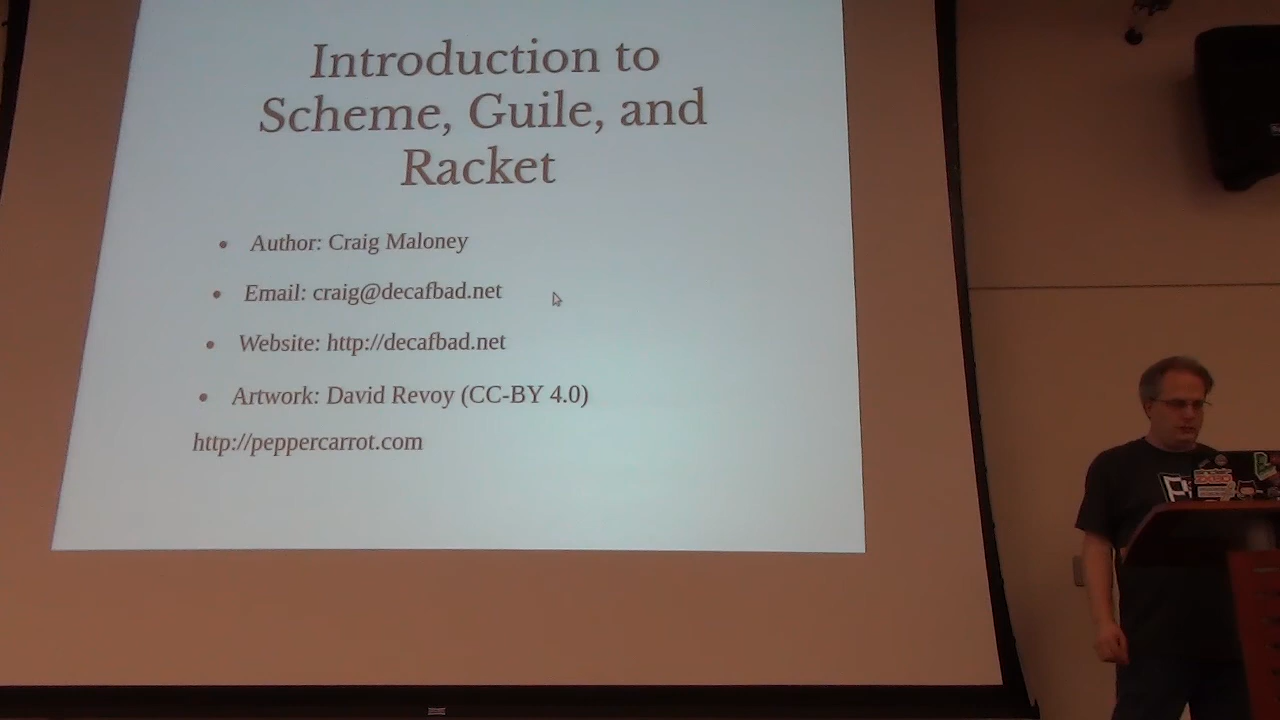 Introduction to
Scheme, Guile, and
Racket
Author: Craig Maloney
Email: craig@decafbad.net
Website: http://decafbad.net
Artwork: David Revoy (CC-BY 4.0)
http://peppercarrot.com